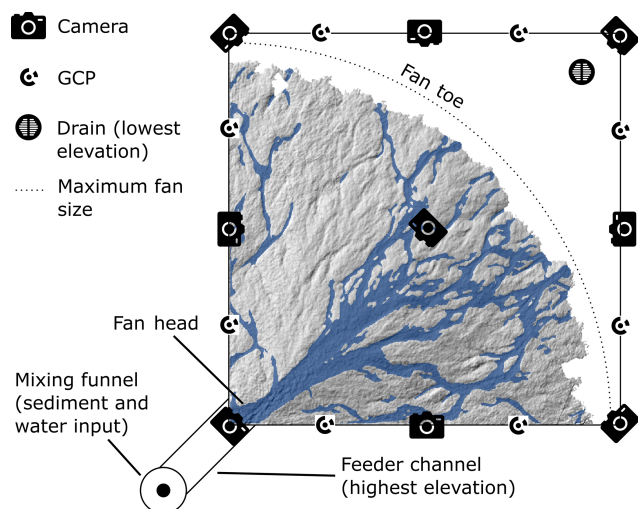 Camera
GCP
Drain (lowest
elevation)
Maximum fan
size
Fan toe
Fan head
Mixing funnel
(sediment and
water input)
Feeder channel
(highest elevation)